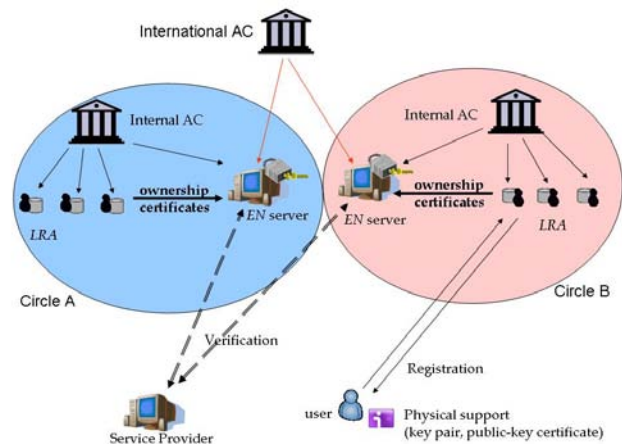 International AC
Internal AC
Internal AC
ownership
certificates
EN server
EN server
ownership
certificates
LRA
LRA
Circle A
Circle B
Verification
Registration
user
Physical support
(key pair, public-key certificate)
Service Provider